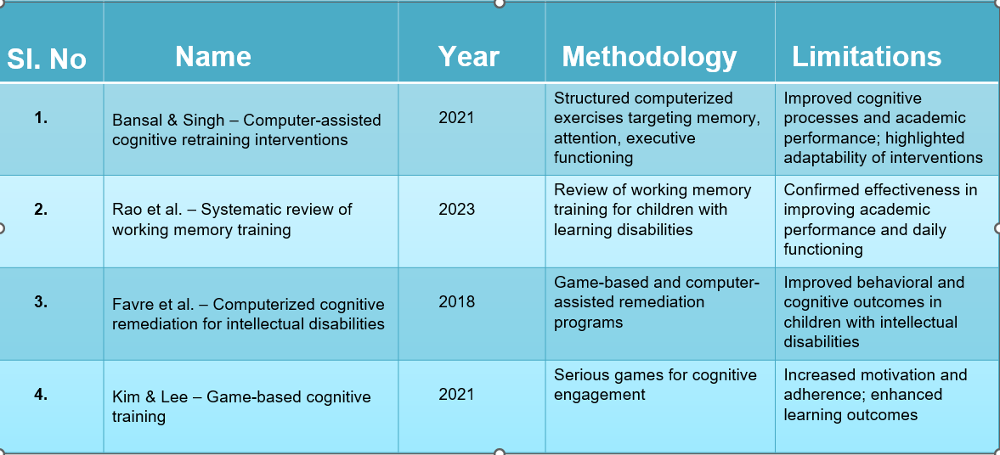 Sl. No
Name
Year
Methodology
Limitations
1.
Bansal & Singh – Computer-assisted
cognitive retraining interventions
2021
Structured computerized
exercises targeting memory,
attention, executive
functioning
Improved cognitive
processes and academic
performance; highlighted
adaptability of interventions
2.
Rao et al. – Systematic review of
working memory training
2023
Review of working memory
training for children with
learning disabilities
Confirmed effectiveness in
improving academic
performance and daily
functioning
3.
Favre et al. – Computerized cognitive
remediation for intellectual disabilities
2018
Game-based and computer-
assisted remediation
programs
Improved behavioral and
cognitive outcomes in
children with intellectual
disabilities
4.
Kim & Lee – Game-based cognitive
training
2021
Serious games for cognitive
engagement
Increased motivation and
adherence; enhanced
learning outcomes